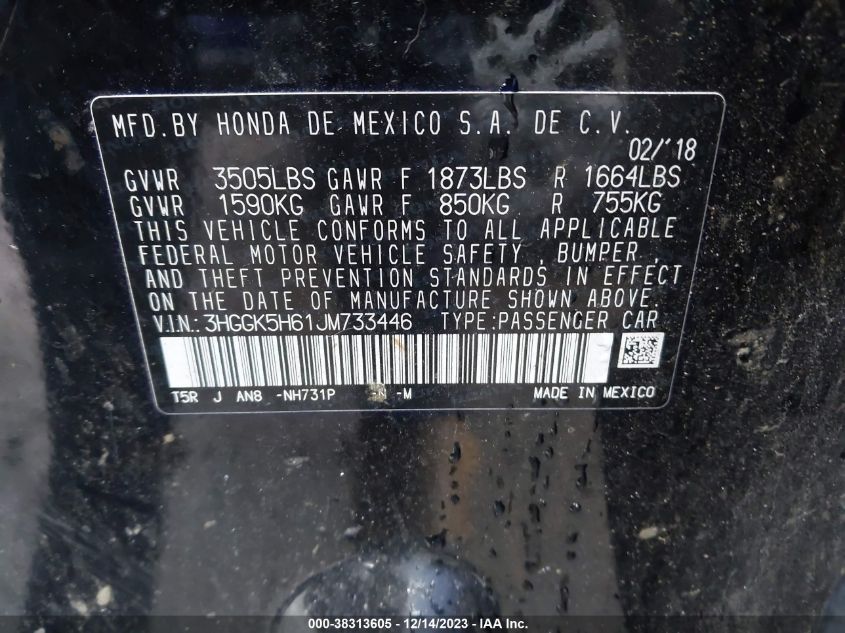 MFD.BY HONDA DE MEXICO S.A. DE C.V.
02/'18
GVWR 3505LBS GAWR F 1873LBS R 1664LBS
GVWR 1590KG GAWR F 850KG R 755KG
THIS VEHICLE CONFORMS TO ALL APPLICABLE
FEDERAL MOTOR VEHICLE SAFETY, BUMPER,
AND THEFT PREVENTION STANDARDS IN EFFECT
ON THE DATE OF MANUFACTURE SHOWN ABOVE.
V.I.N.:3HGGK5H61JM733446 TYPE:PASSENGER CAR
T5R J AN8 -NH731P -N -M MADE IN MEXICO
000-38313605 - 12/14/2023 - IAA Inc.